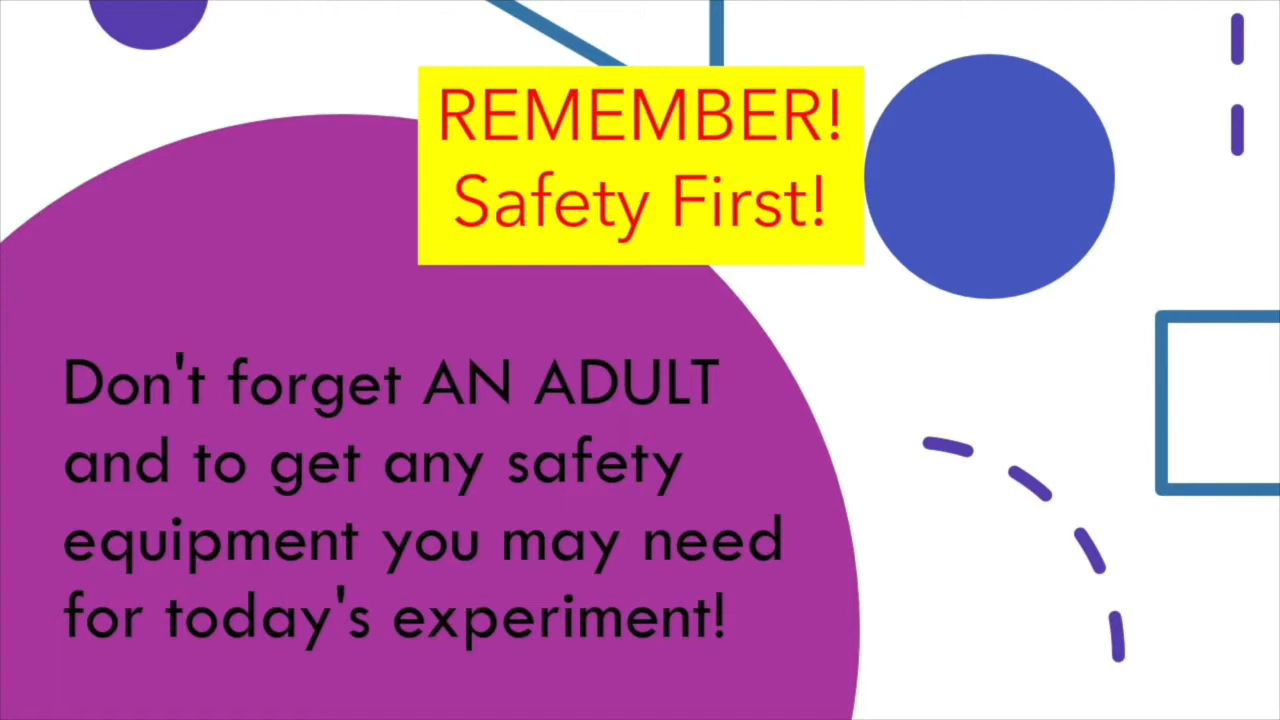 REMEMBER!
Safety First!
Don't forget AN ADULT
and to get any safety
equipment you may need
for today's experiment!